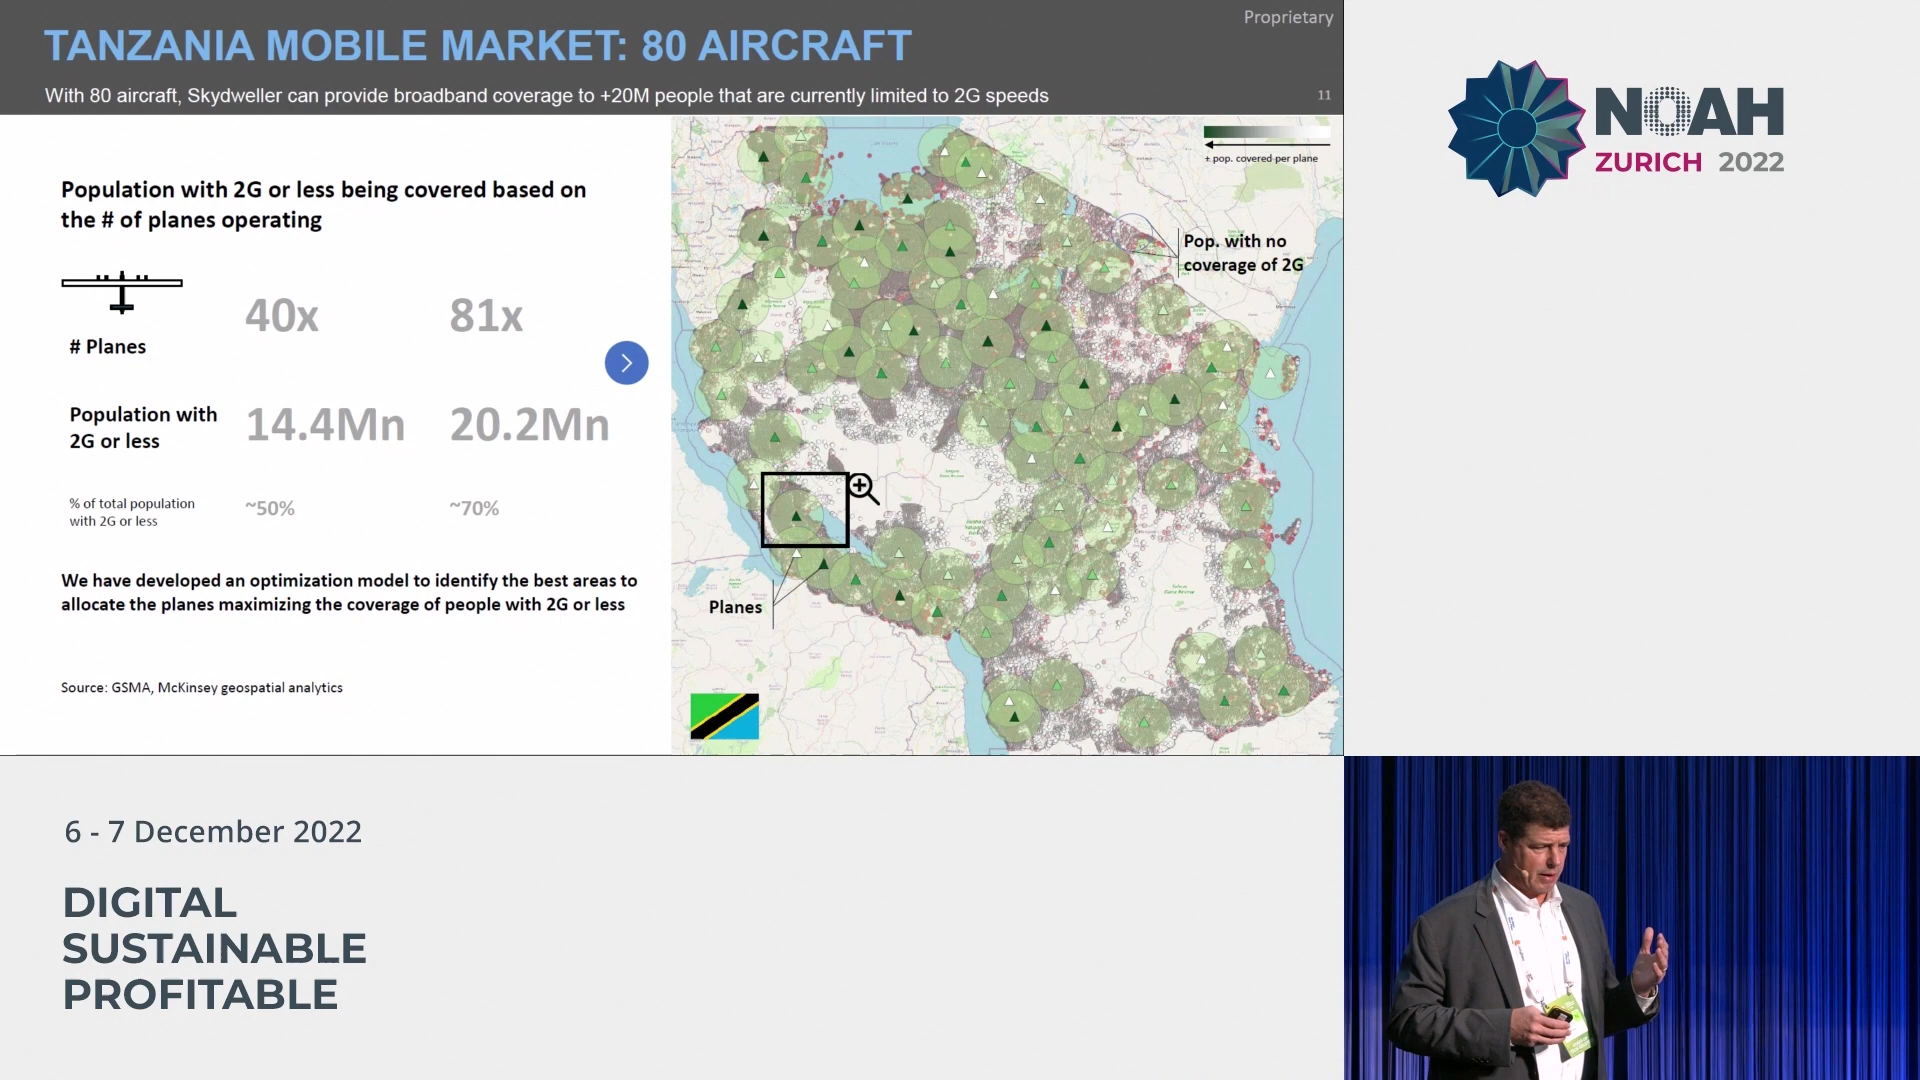 Proprietary
TANZANIA MOBILE MARKET: 80 AIRCRAFT
With 80 aircraft, Skydweller can provide broadband coverage to +20M people that are currently limited to 2G speeds
11
Population with 2G or less being covered based on
the # of planes operating
# Planes
40x
81x
Population with
2G or less
14.4Mn
20.2Mn
% of total population
with 2G or less
~50%
~70%
We have developed an optimization model to identify the best areas to
allocate the planes maximizing the coverage of people with 2G or less
Source: GSMA, McKinsey geospatial analytics
+ pop. covered per plane
Pop. with no
coverage of 2G
Planes
NOAH
ZURICH 2022
6 - 7 December 2022
DIGITAL
SUSTAINABLE
PROFITABLE